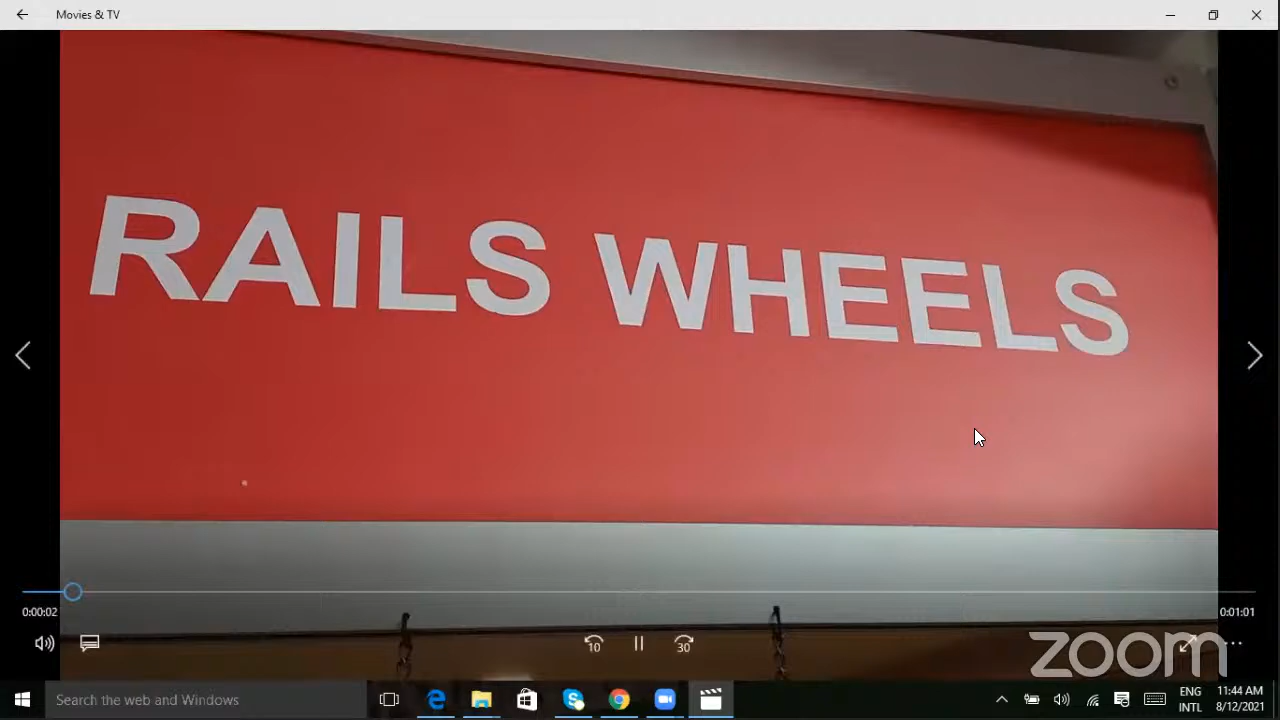 Movies & TV
RAILS WHEELS
0:00:02
0:01:01
10
30
zoom
Search the web and Windows
ENG
INTL
11:44 AM
8/12/2021